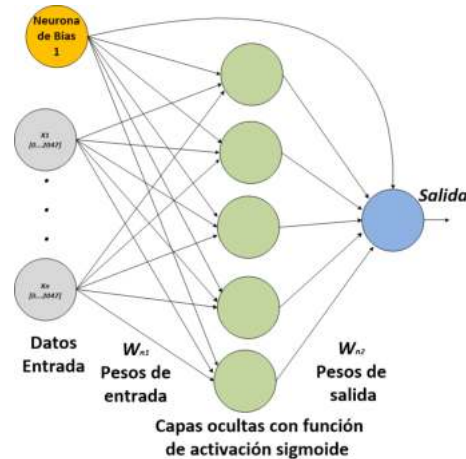 Neurona
de Bias
1
X1
[0...2047]
Xn
[0...2047]
Salida
Datos
Entrada
Wn1
Pesos de
entrada
Wn2
Pesos de
salida
Capas ocultas con función
de activación sigmoide